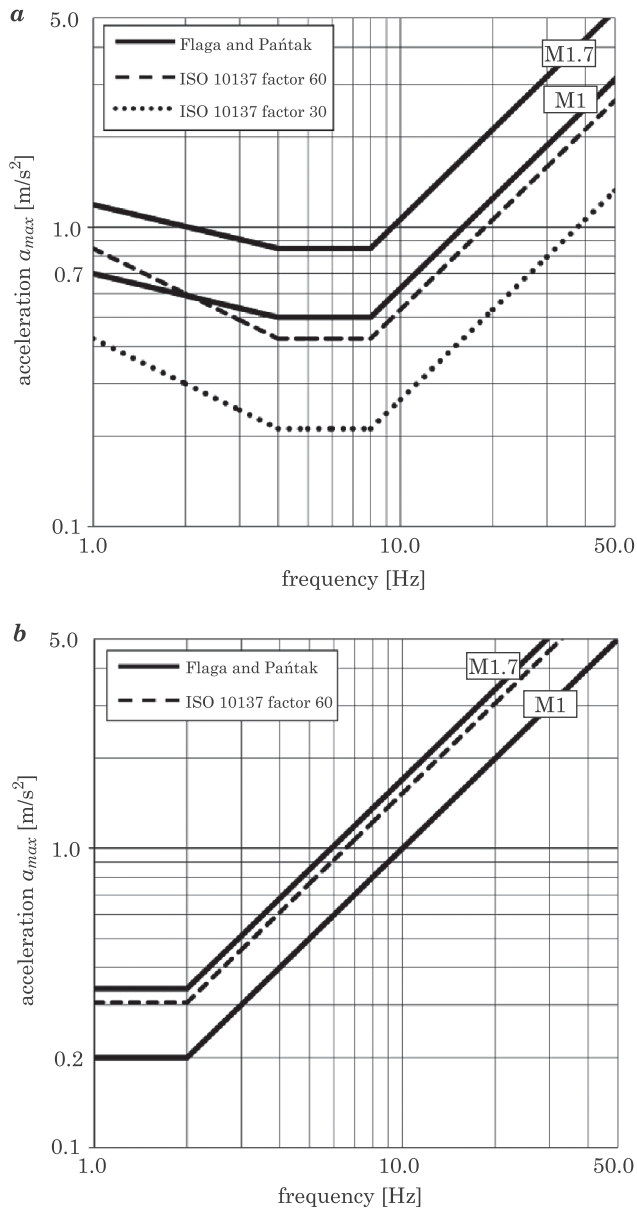 a
5.0
Flaga and Pańtak
ISO 10137 factor 60
ISO 10137 factor 30
M1.7
M1
1.0
0.7
0.1
acceleration amax [m/s²]
1.0 10.0 50.0
frequency [Hz]
b
5.0
Flaga and Pańtak
ISO 10137 factor 60
M1.7
M1
1.0
0.2
0.1
acceleration amax [m/s²]
1.0 10.0 50.0
frequency [Hz]